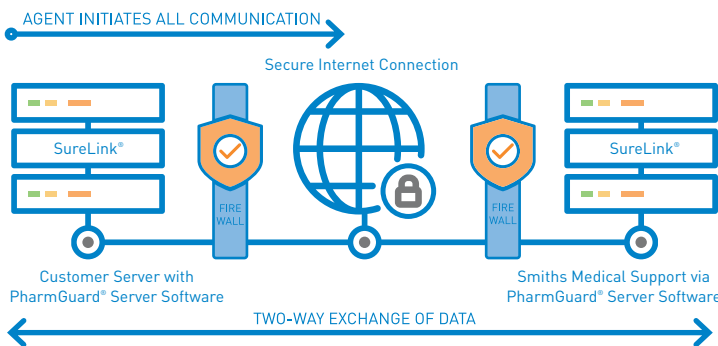 AGENT INITIATES ALL COMMUNICATION
Secure Internet Connection
SureLink®
SureLink®
FIRE
WALL
FIRE
WALL
Customer Server with
PharmGuard® Server Software
Smiths Medical Support via
PharmGuard® Server Software
TWO-WAY EXCHANGE OF DATA